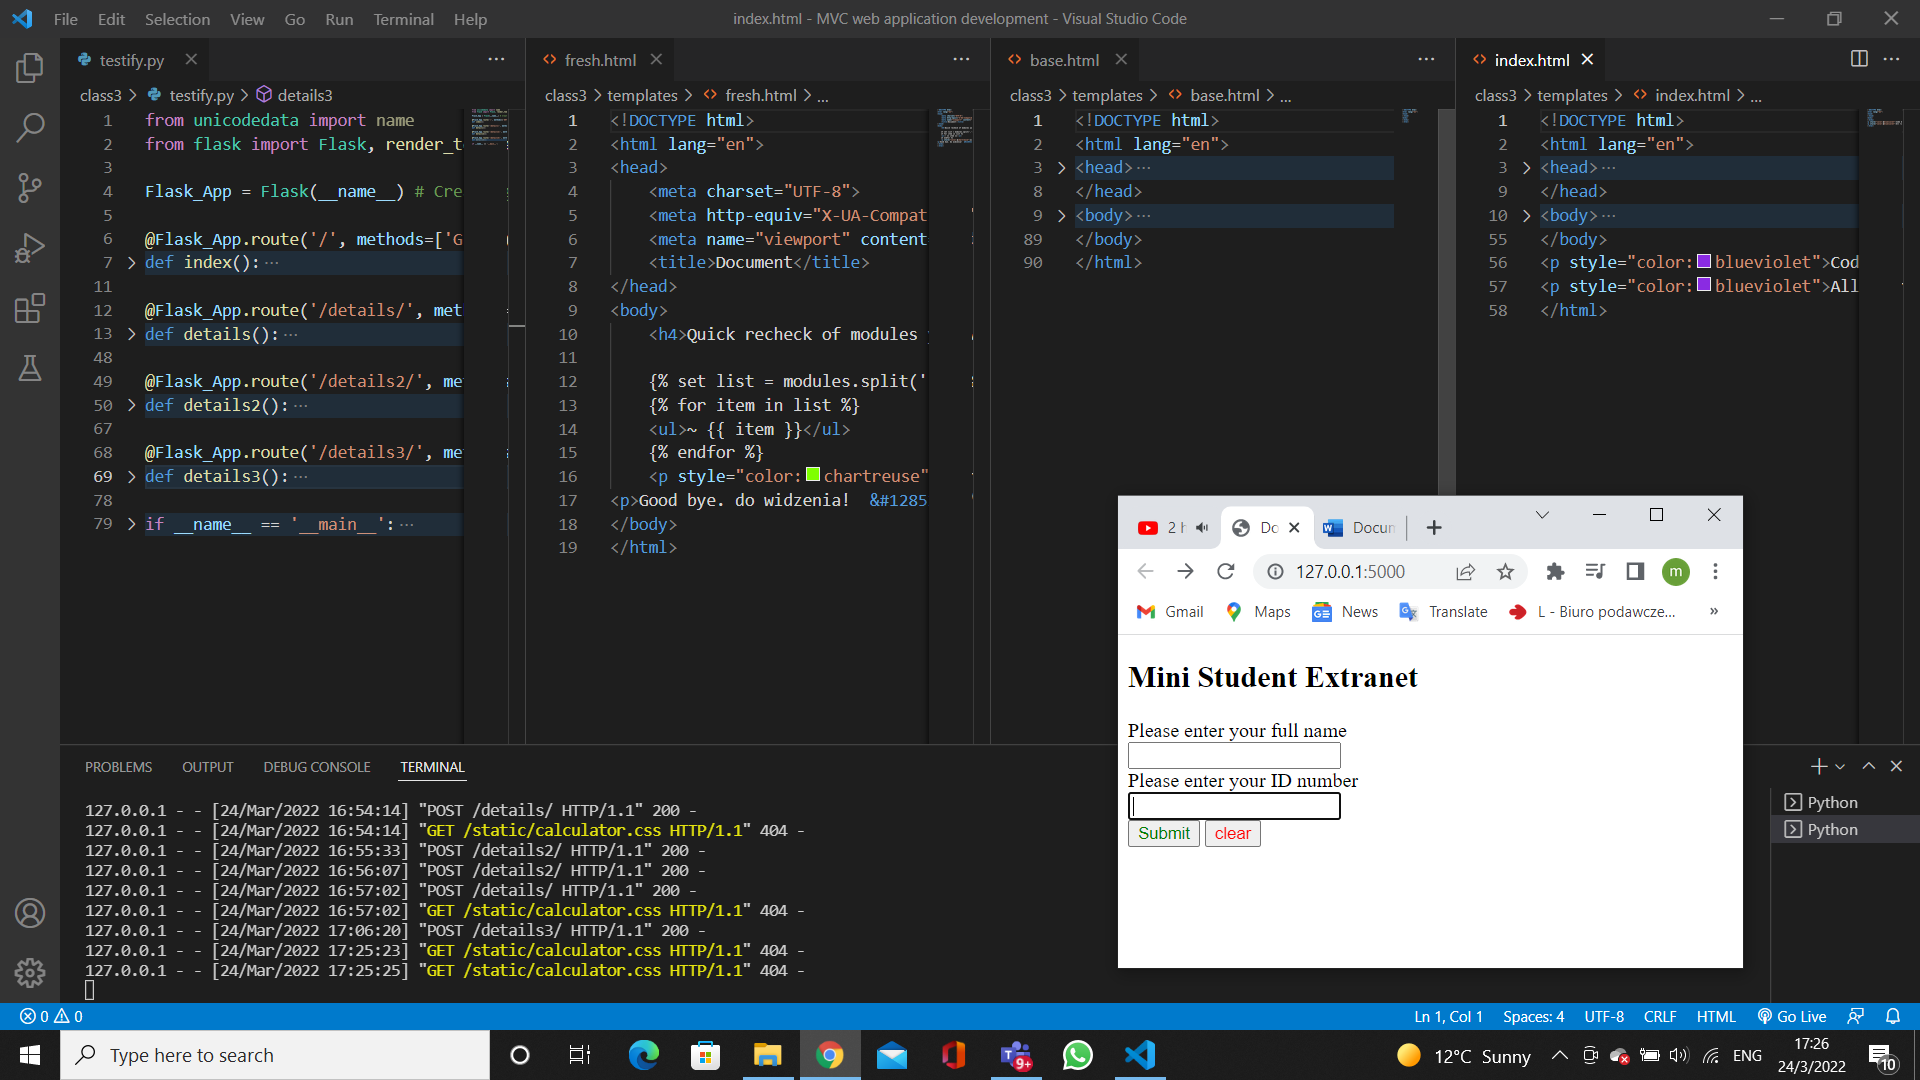 File Edit Selection View Go Run Terminal Help
index.html - MVC web application development - Visual Studio Code
testify.py
class3 > testify.py > details3
1 from unicodedata import name
2 from flask import Flask,
3
4 Flask_App = Flask(__name__) #
5
6 @Flask_App.route('/', methods=['G
7 def index():
11
12 @Flask_App.route('/details/',
13 def details():
48
49 @Flask_App.route('/details2/',
50 def details2():
67
68 @Flask_App.route('/details3/',
69 def details3():
78
79 if __name__ == '__main__':
fresh.html
class3 > templates > fresh.html > ...
1 <!DOCTYPE html>
2 <html lang="en">
3 <head>
4 <meta charset="UTF-8">
5 <meta http-equiv="X-UA-Compat
6 <meta name="viewport" content
7 <title>Document</title>
8 </head>
9 <body>
10 <h4>Quick recheck of modules
11
12 {% set list = modules.split('
13 {% for item in list %}
14 <ul>~ {{ item }}</ul>
15 {% endfor %}
16 <p style="color:chartreuse"
17 <p>Good bye. do widzenia! &#1285
18 </body>
19 </html>
base.html
class3 > templates > base.html > ...
1 <!DOCTYPE html>
2 <html lang="en">
3 <head>
8 </head>
9 <body>
89 </body>
90 </html>
index.html
class3 > templates > index.html > ...
1 <!DOCTYPE html>
2 <html lang="en">
3 <head>
9 </head>
10 <body>
55 </body>
56 <p style="color:blueviolet">Cod
57 <p style="color:blueviolet">All
58 </html>
2 h Dc Docun
127.0.0.1:5000
m
Gmail Maps News Translate L - Biuro podawcze... »
Mini Student Extranet
Please enter your full name
Please enter your ID number
Submit clear
PROBLEMS OUTPUT DEBUG CONSOLE TERMINAL
127.0.0.1 - - [24/Mar/2022 16:54:14] "POST /details/ HTTP/1.1" 200 -
127.0.0.1 - - [24/Mar/2022 16:54:14] "GET /static/calculator.css HTTP/1.1" 404 -
127.0.0.1 - - [24/Mar/2022 16:55:33] "POST /details2/ HTTP/1.1" 200 -
127.0.0.1 - - [24/Mar/2022 16:56:07] "POST /details2/ HTTP/1.1" 200 -
127.0.0.1 - - [24/Mar/2022 16:57:02] "POST /details/ HTTP/1.1" 200 -
127.0.0.1 - - [24/Mar/2022 16:57:02] "GET /static/calculator.css HTTP/1.1" 404 -
127.0.0.1 - - [24/Mar/2022 17:06:20] "POST /details3/ HTTP/1.1" 200 -
127.0.0.1 - - [24/Mar/2022 17:25:23] "GET /static/calculator.css HTTP/1.1" 404 -
127.0.0.1 - - [24/Mar/2022 17:25:25] "GET /static/calculator.css HTTP/1.1" 404 -
Python
Python
0 0
Ln 1, Col 1 Spaces: 4 UTF-8 CRLF HTML Go Live
Type here to search
9+
12°C Sunny
ENG
17:26
24/3/2022
10